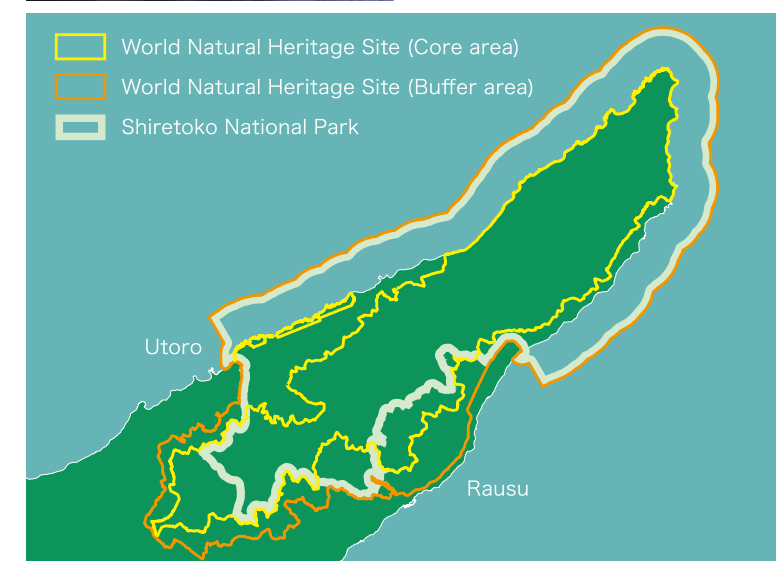 World Natural Heritage Site (Core area)
World Natural Heritage Site (Buffer area)
Shiretoko National Park
Utoro
Rausu